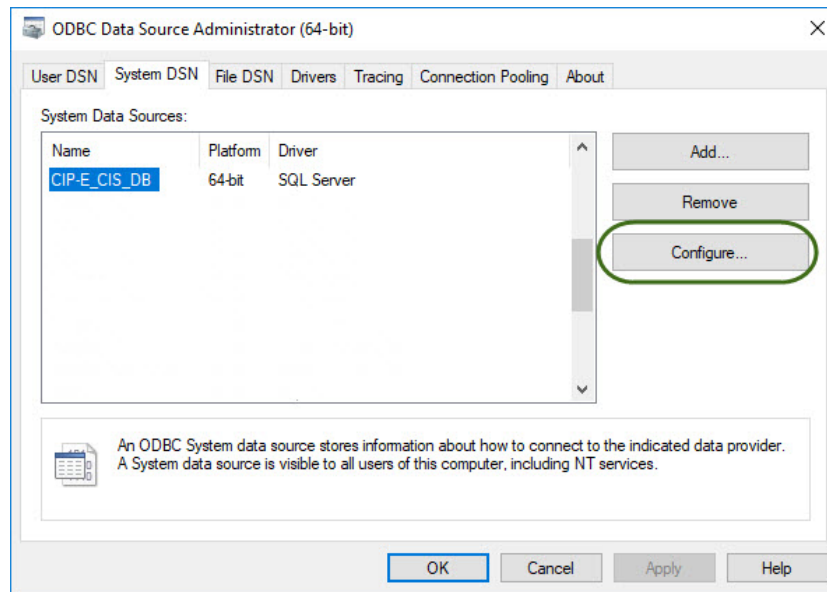 ODBC Data Source Administrator (64-bit)
User DSN System DSN File DSN Drivers Tracing Connection Pooling About
System Data Sources:
Name Platform Driver
CIP-E_CIS_DB 64-bit SQL Server
Add...
Remove
Configure...
An ODBC System data source stores information about how to connect to the indicated data provider.
A System data source is visible to all users of this computer, including NT services.
OK Cancel Apply Help